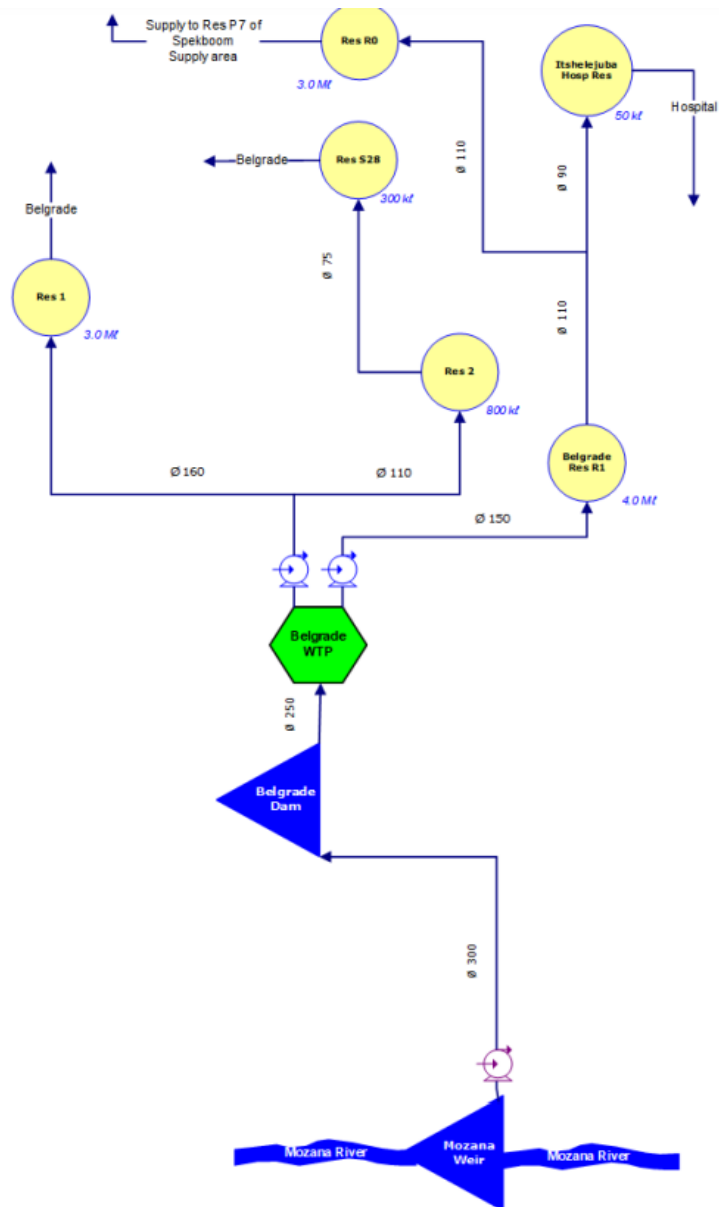 Supply to Res P7 of
Spekboom
Supply area
Res R0
3.0 Mℓ
Itshelejuba
Hosp Res
50 kℓ
Hospital
Belgrade
Res S28
300 kℓ
Ø 110
Ø 90
Belgrade
Res 1
3.0 Mℓ
Ø 75
Ø 110
Res 2
800 kℓ
Belgrade
Res R1
4.0 Mℓ
Ø 160
Ø 110
Ø 150
Belgrade
WTP
Ø 250
Belgrade
Dam
Ø 300
Mozana River
Mozana
Weir
Mozana River